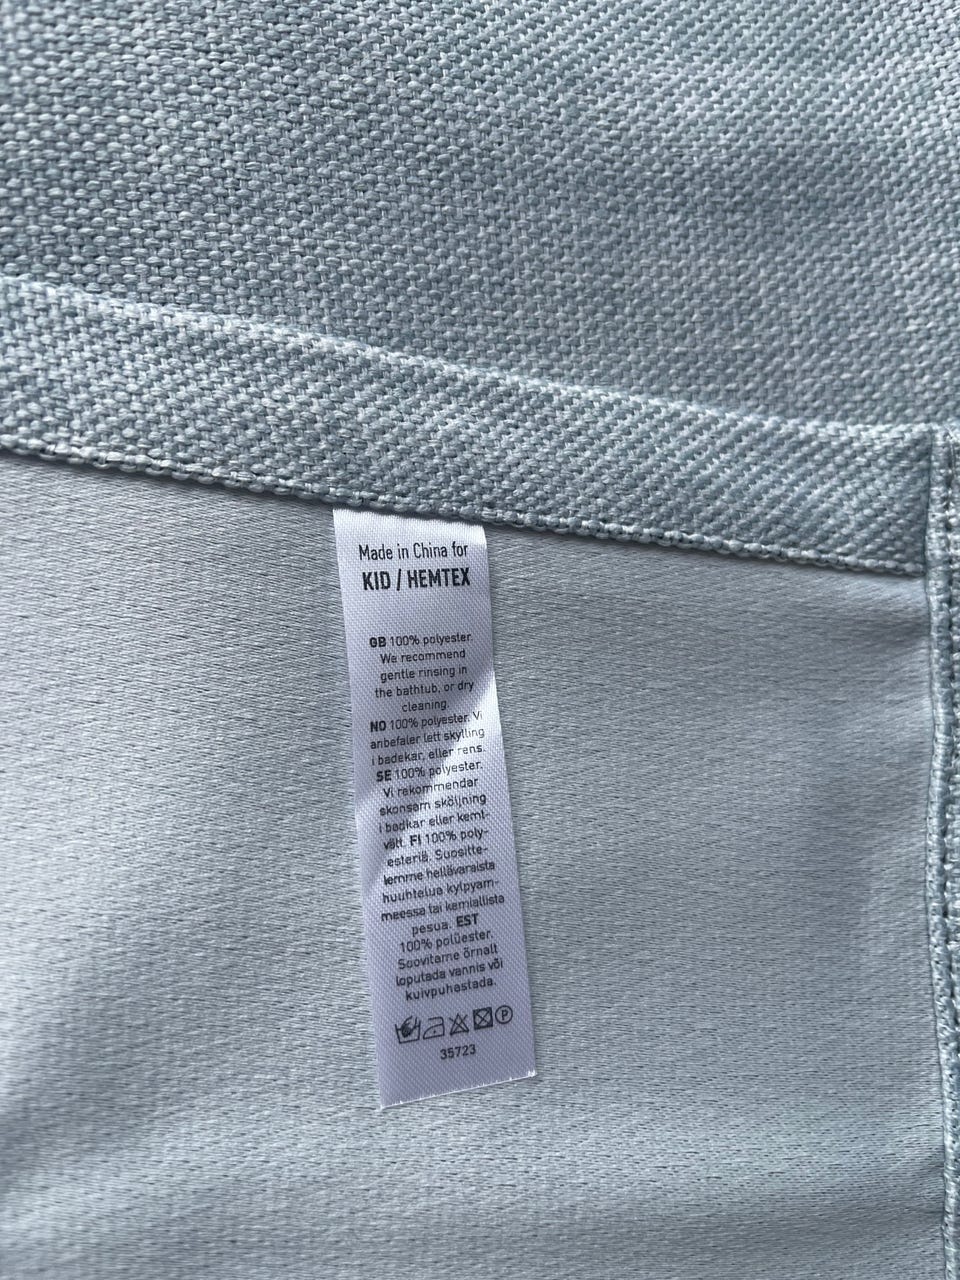 Made in China for
KID / HEMTEX
GB 100% polyester.
We recommend
gentle rinsing in
the bathtub, or dry
cleaning.
NO 100% polyester. Vi
anbefaler lett skylling
i badekar, eller rens.
SE 100% polyester.
Vi rekommendar
skonsam sköljning
i badkar eller kemt-
vätt. FI 100% poly-
esteriä. Suositte-
lemme hellävaraista
huuhtelua kylpyam-
meessa tai kemiallista
pesua. EST
100% polüester.
Soovitame õrnalt
loputada vannis või
kuivpuhastada.
P
35723